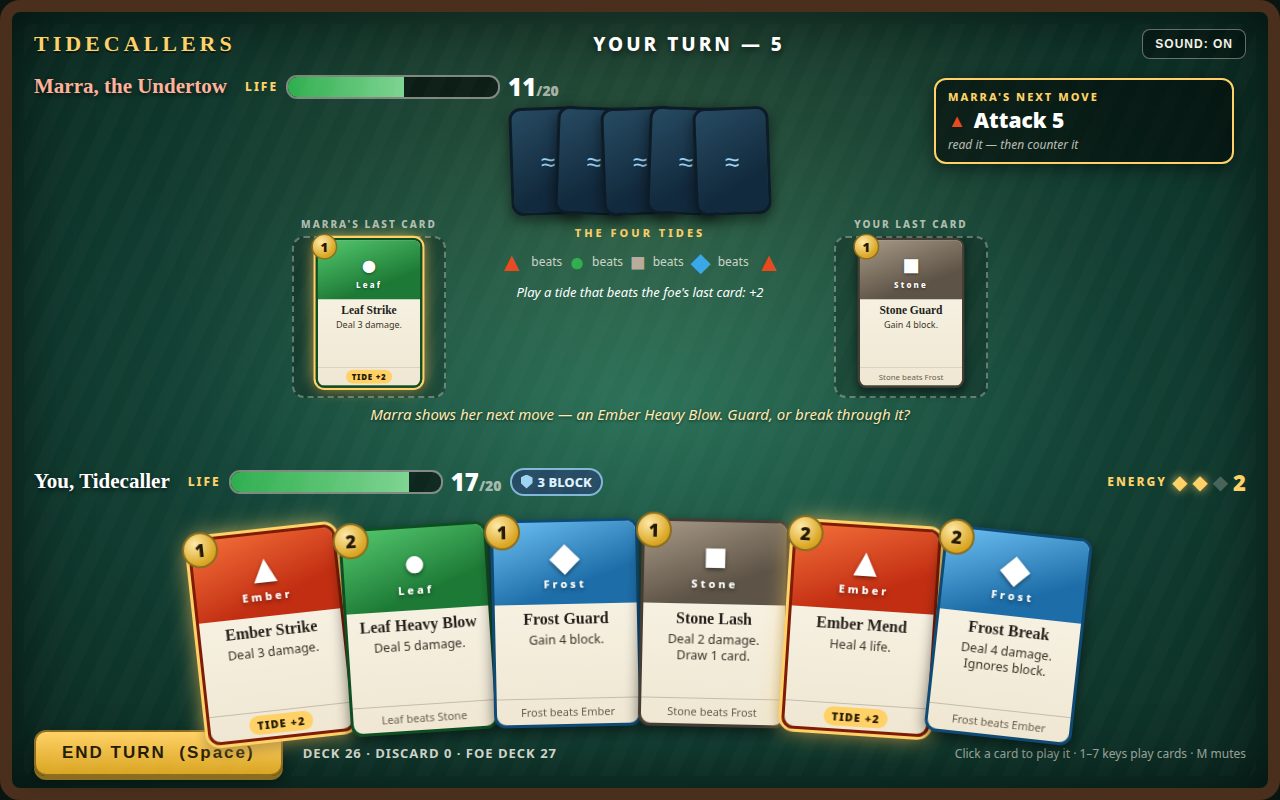 TIDECALLERS
YOUR TURN — 5
SOUND: ON
Marra, the Undertow LIFE 11/20
MARRA'S NEXT MOVE
▲ Attack 5
read it — then counter it
≈ ≈ ≈ ≈ ≈
MARRA'S LAST CARD
1
Leaf
Leaf Strike
Deal 3 damage.
TIDE +2
THE FOUR TIDES
▲ beats ● beats ■ beats ◆ beats ▲
Play a tide that beats the foe's last card: +2
YOUR LAST CARD
1
Stone
Stone Guard
Gain 4 block.
Stone beats Frost
Marra shows her next move — an Ember Heavy Blow. Guard, or break through It?
You, Tidecaller LIFE 17/20 3 BLOCK
ENERGY ◆ ◆ ◆ 2
1
Ember
Ember Strike
Deal 3 damage.
TIDE +2
2
Leaf
Leaf Heavy Blow
Deal 5 damage.
Leaf beats Stone
1
Frost
Frost Guard
Gain 4 block.
Frost beats Ember
1
Stone
Stone Lash
Deal 2 damage.
Draw 1 card.
Stone beats Frost
2
Ember
Ember Mend
Heal 4 life.
TIDE +2
2
Frost
Frost Break
Deal 4 damage.
Ignores block.
Frost beats Ember
END TURN (Space)
DECK 26 · DISCARD 0 · FOE DECK 27
Click a card to play it · 1–7 keys play cards · M mutes